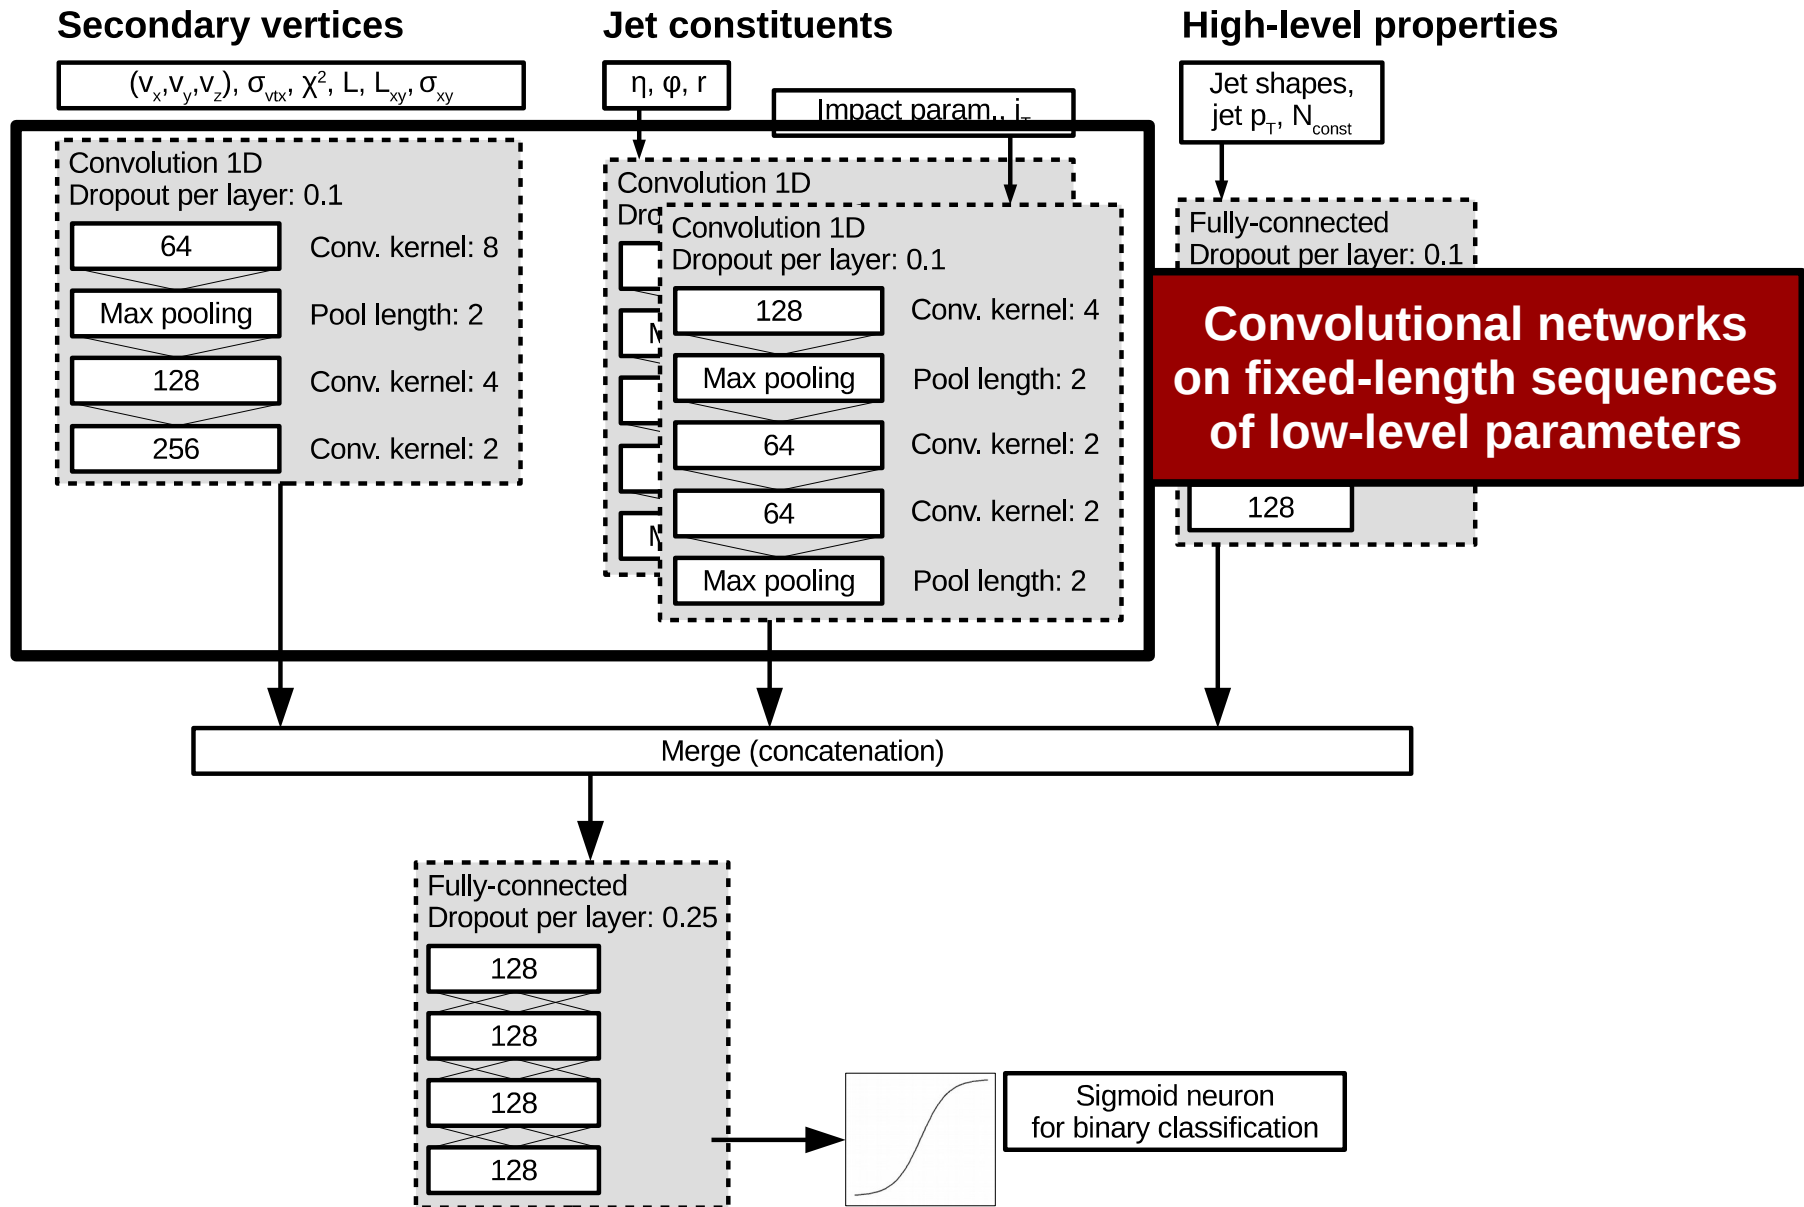 Secondary vertices
(vx,vy,vz), σvtx, χ², L, Lxy, σxy
Convolution 1D
Dropout per layer: 0.1
64
Conv. kernel: 8
Max pooling
Pool length: 2
128
Conv. kernel: 4
256
Conv. kernel: 2
Jet constituents
η, φ, r
Impact param., jT
Convolution 1D
Convolution 1D
Dropout per layer: 0.1
128
Conv. kernel: 4
Max pooling
Pool length: 2
64
Conv. kernel: 2
64
Conv. kernel: 2
Max pooling
Pool length: 2
High-level properties
Jet shapes,
jet pT, Nconst
Fully-connected
Dropout per layer: 0.1
Convolutional networks
on fixed-length sequences
of low-level parameters
128
Merge (concatenation)
Fully-connected
Dropout per layer: 0.25
128
128
128
128
Sigmoid neuron
for binary classification